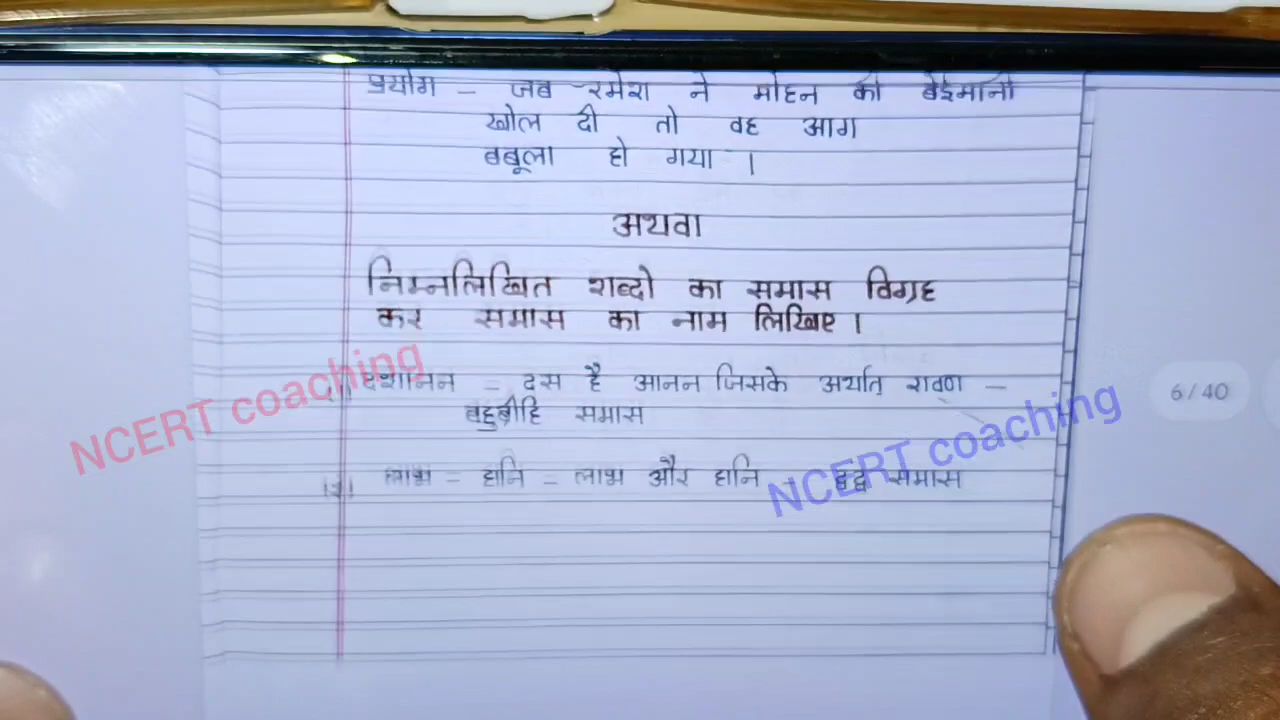 प्रयोग – जब रमेश ने मोहन की बेईमानी
खोल दी तो वह आग
बबूला हो गया ।
अथवा
निम्नलिखित शब्दो का समास विग्रह
कर समास का नाम लिखिए ।
दशानन = दस है आनन जिसके अर्थात् रावण –
बहुब्रीहि समास
6/40
|2| लाभ - हानि = लाभ और हानि - द्वंद्व समास
NCERT coaching
NCERT coaching